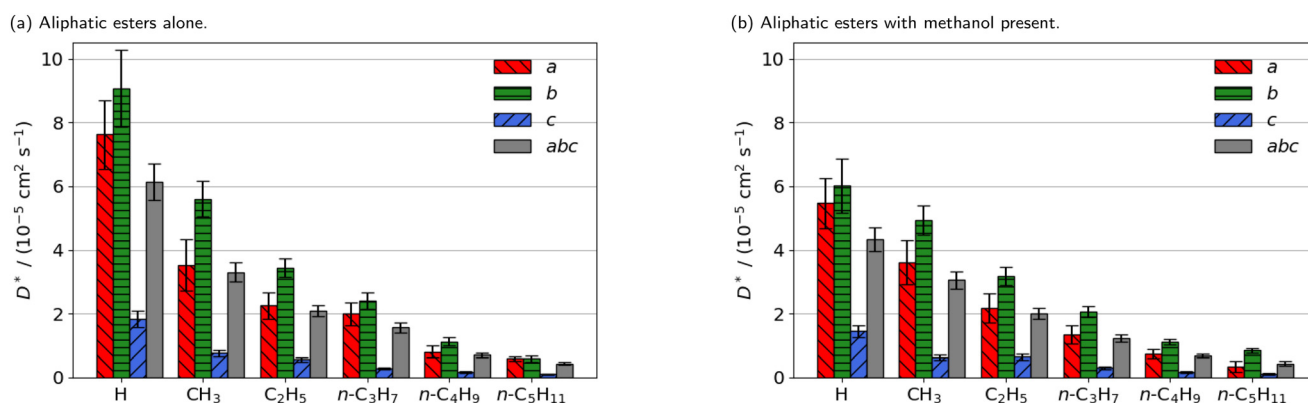 (a) Aliphatic esters alone.
D* / (10⁻⁵ cm² s⁻¹)
10
8
6
4
2
0
a
b
c
abc
H CH₃ C₂H₅ n-C₃H₇ n-C₄H₉ n-C₅H₁₁
(b) Aliphatic esters with methanol present.
D* / (10⁻⁵ cm² s⁻¹)
10
8
6
4
2
0
a
b
c
abc
H CH₃ C₂H₅ n-C₃H₇ n-C₄H₉ n-C₅H₁₁